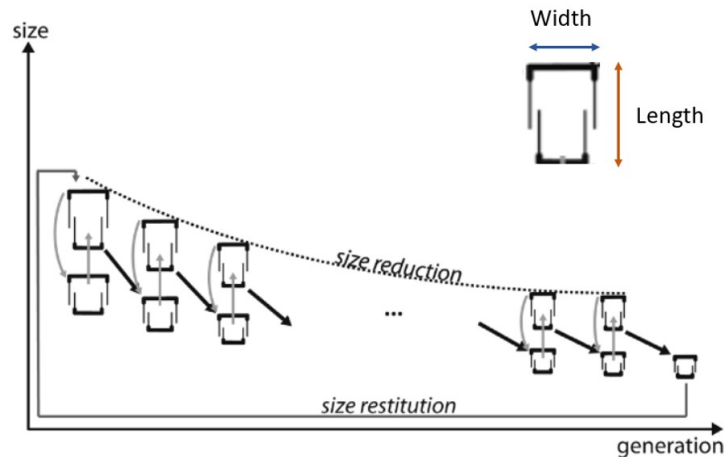 Width
size
Length
size reduction
...
size restitution
generation